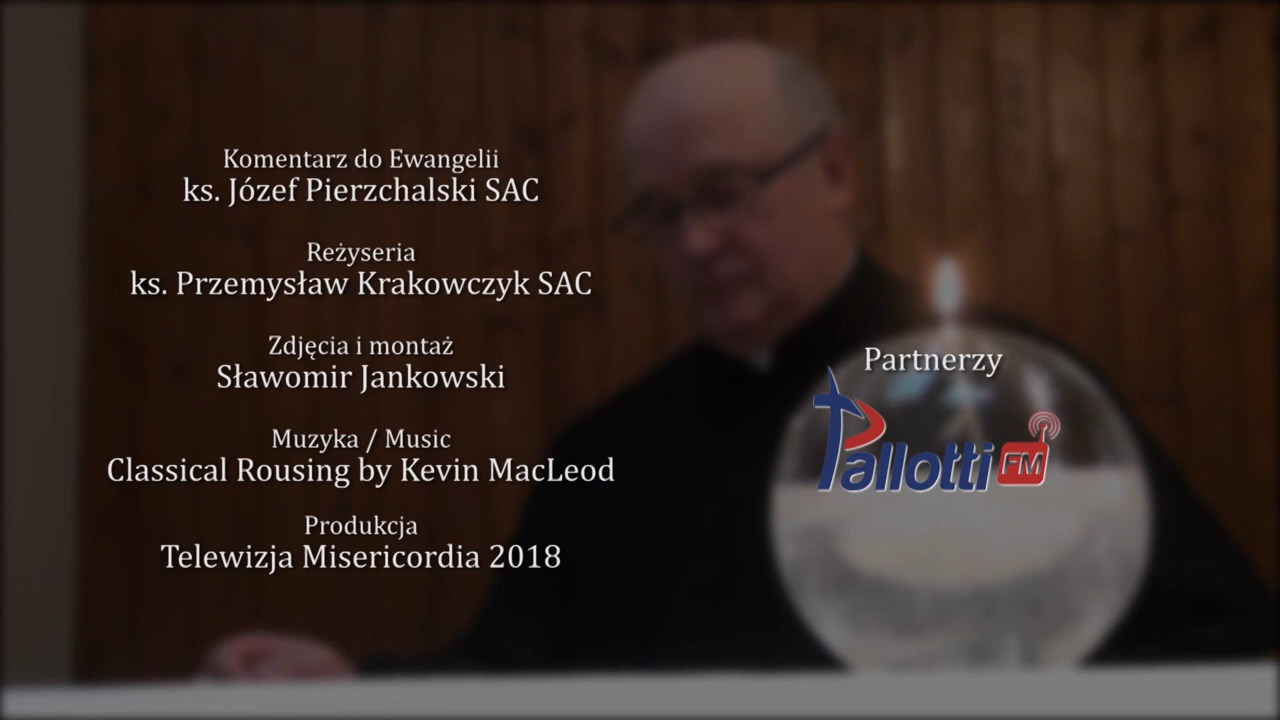 Komentarz do Ewangelii
ks. Józef Pierzchalski SAC
Reżyseria
ks. Przemysław Krakowczyk SAC
Zdjęcia i montaż
Sławomir Jankowski
Muzyka / Music
Classical Rousing by Kevin MacLeod
Produkcja
Telewizja Misericordia 2018
Partnerzy
Pallotti FM